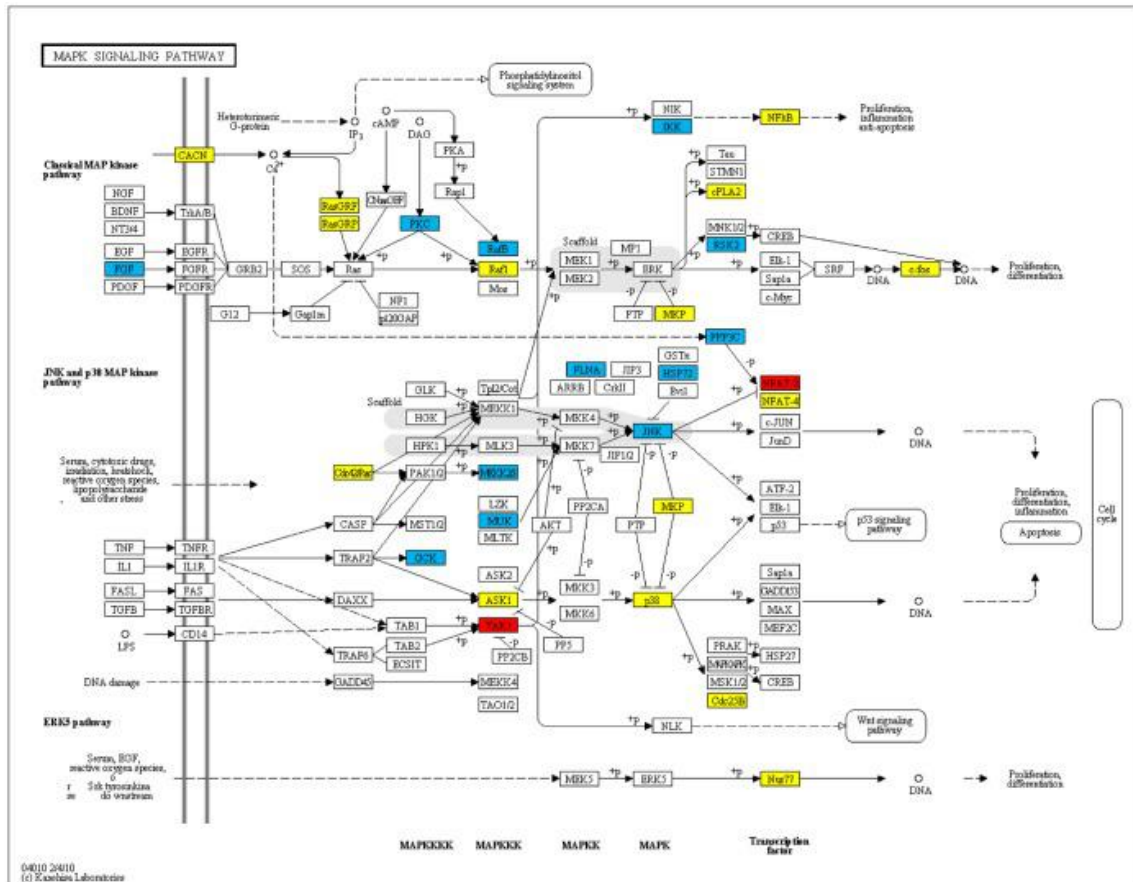 MAPK SIGNALING PATHWAY
Phosphatidylinositol
signaling system
Heterotrimeric
G-protein
IP3
cAMP
DAG
PKA
+p
Rap1
NIK
IKK
+p
NFkB
Proliferation,
inflammation
anti-apoptosis
CACN
Ca2+
Classical MAP kinase
pathway
NGF
BDNF
NT3/4
TrkA/B
EGF
EGFR
FGF
FGFR
PDGF
PDGFR
GRB2
SOS
Ras
RasGRP
RasGRP
CNrasGEF
PKC
RafB
Raf1
Mos
G12
Gap1m
NF1
p120GAP
Scaffold
MEK1
MEK2
MP1
ERK
PTP
MKP
Tau
STMN1
cPLA2
MNK1/2
RSK2
CREB
Elk-1
Sap1a
c-Myc
SRF
DNA
c-fos
DNA
Proliferation,
differentiation
PPP3C
JNK and p38 MAP kinase
pathway
Scaffold
GLK
HGK
HPK1
Tpl2/Cot
MEKK1
MLK3
FLNA
JIP3
ARRB
CrkII
GSTπ
HSP72
Evi1
MKK4
MKK7
JIP1/2
JNK
NFAT-4
c-JUN
JunD
DNA
Serum, cytotoxic drugs,
irradiation, heatshock,
reactive oxygen species,
lipopolysaccharide
and other stress
Cdc42/Rac
PAK1/2
LZK
MUK
MLTK
CASP
MST1/2
TRAF2
GCK
AKT
PP2CA
PTP
MKP
ATF-2
Elk-1
p53
p53 signaling
pathway
Proliferation,
differentiation,
inflammation
Apoptosis
Cell
cycle
TNF
TNFR
IL1
IL1R
FASL
FAS
TGFB
TGFBR
LPS
CD14
DAXX
ASK2
ASK1
MKK3
MKK6
p38
Sap1a
GADD153
MAX
MEF2C
DNA
TAB1
TAB2
ECSIT
TRAF6
TAK1
PP2CB
PP5
PRAK
MAPKAPK
MSK1/2
Cdc25B
HSP27
CREB
DNA damage
GADD45
MEKK4
TAO1/2
ERK5 pathway
NLK
Wnt signaling
pathway
Serum, EGF,
reactive oxygen species,
MEK5
ERK5
Nur77
DNA
Proliferation,
differentiation
MAPKKKK
MAPKKK
MAPKK
MAPK
Transcription
factor
04010 2/4/10
(c) Kanehisa Laboratories